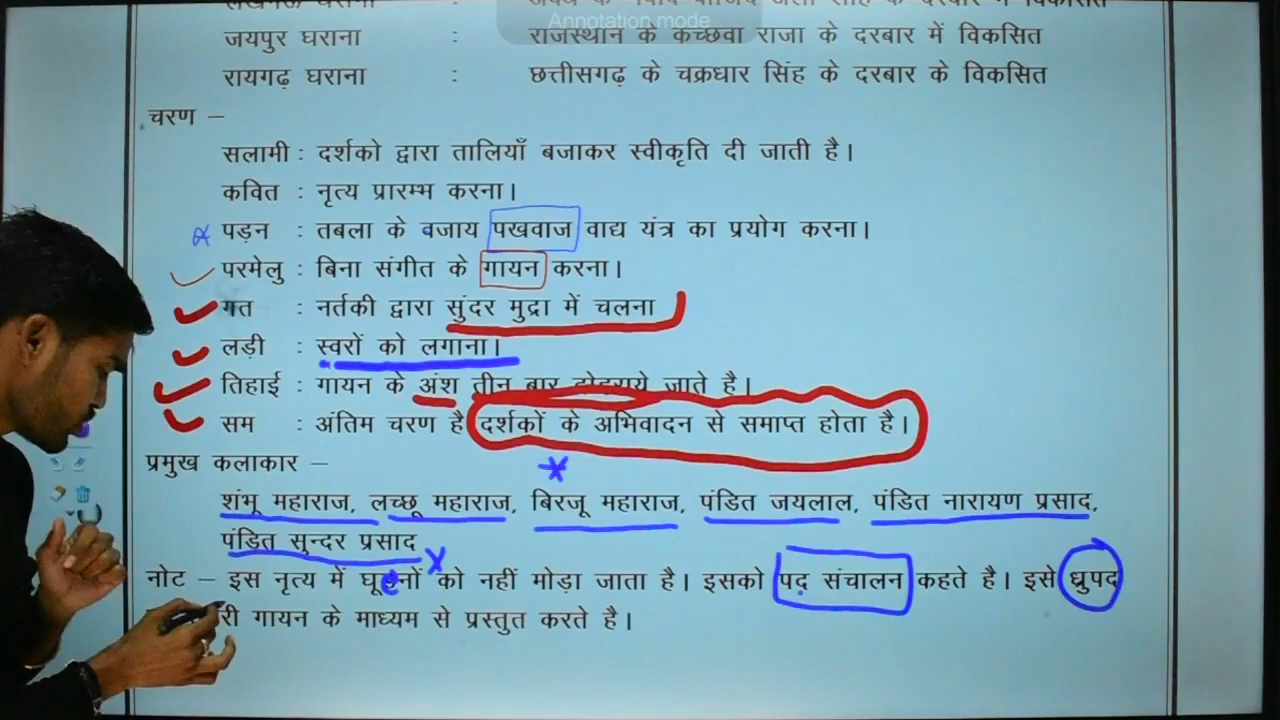 Annotation mode
जयपुर घराना : राजस्थान के कच्छवा राजा के दरबार में विकसित
रायगढ़ घराना : छत्तीसगढ़ के चक्रधार सिंह के दरबार के विकसित
चरण –
सलामी : दर्शको द्वारा तालियाँ बजाकर स्वीकृति दी जाती है।
कवित : नृत्य प्रारम्भ करना।
पड़न : तबला के बजाय पखवाज वाद्य यंत्र का प्रयोग करना।
परमेलु : बिना संगीत के गायन करना।
गत : नर्तकी द्वारा सुंदर मुद्रा में चलना
लड़ी : स्वरों को लगाना।
तिहाई : गायन के अंश तीन बार दोहराये जाते है।
सम : अंतिम चरण है दर्शकों के अभिवादन से समाप्त होता है।
प्रमुख कलाकार –
शंभू महाराज, लच्छू महाराज, बिरजू महाराज, पंडित जयलाल, पंडित नारायण प्रसाद,
पंडित सुन्दर प्रसाद
नोट – इस नृत्य में को नहीं मोड़ा जाता है। इसको पद संचालन कहते है। इसे ध्रुपद
गायन के माध्यम से प्रस्तुत करते है।